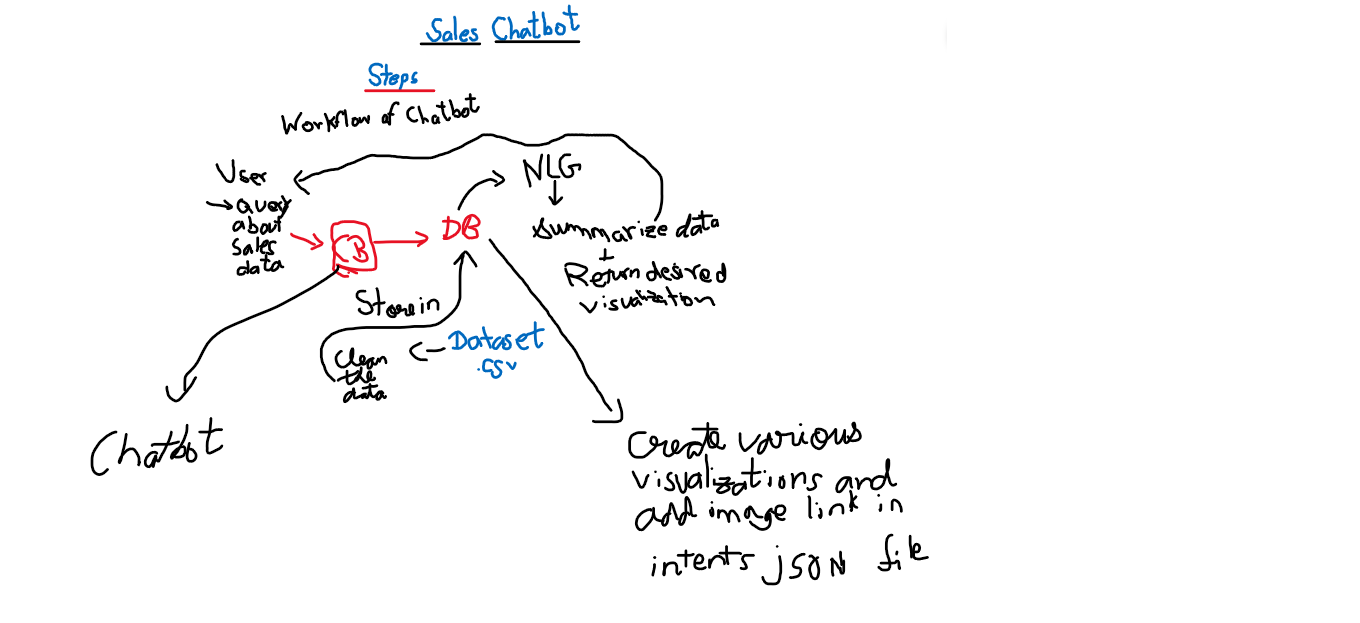 Sales Chatbot
Steps
Workflow of Chatbot
User
query
about
sales
data
CB
DB
NLG
summarize data
+
Return desired
visualization
Store in
Dataset
.csv
Clean
the
data
Chatbot
Create various
visualizations and
add image link in
intents json file